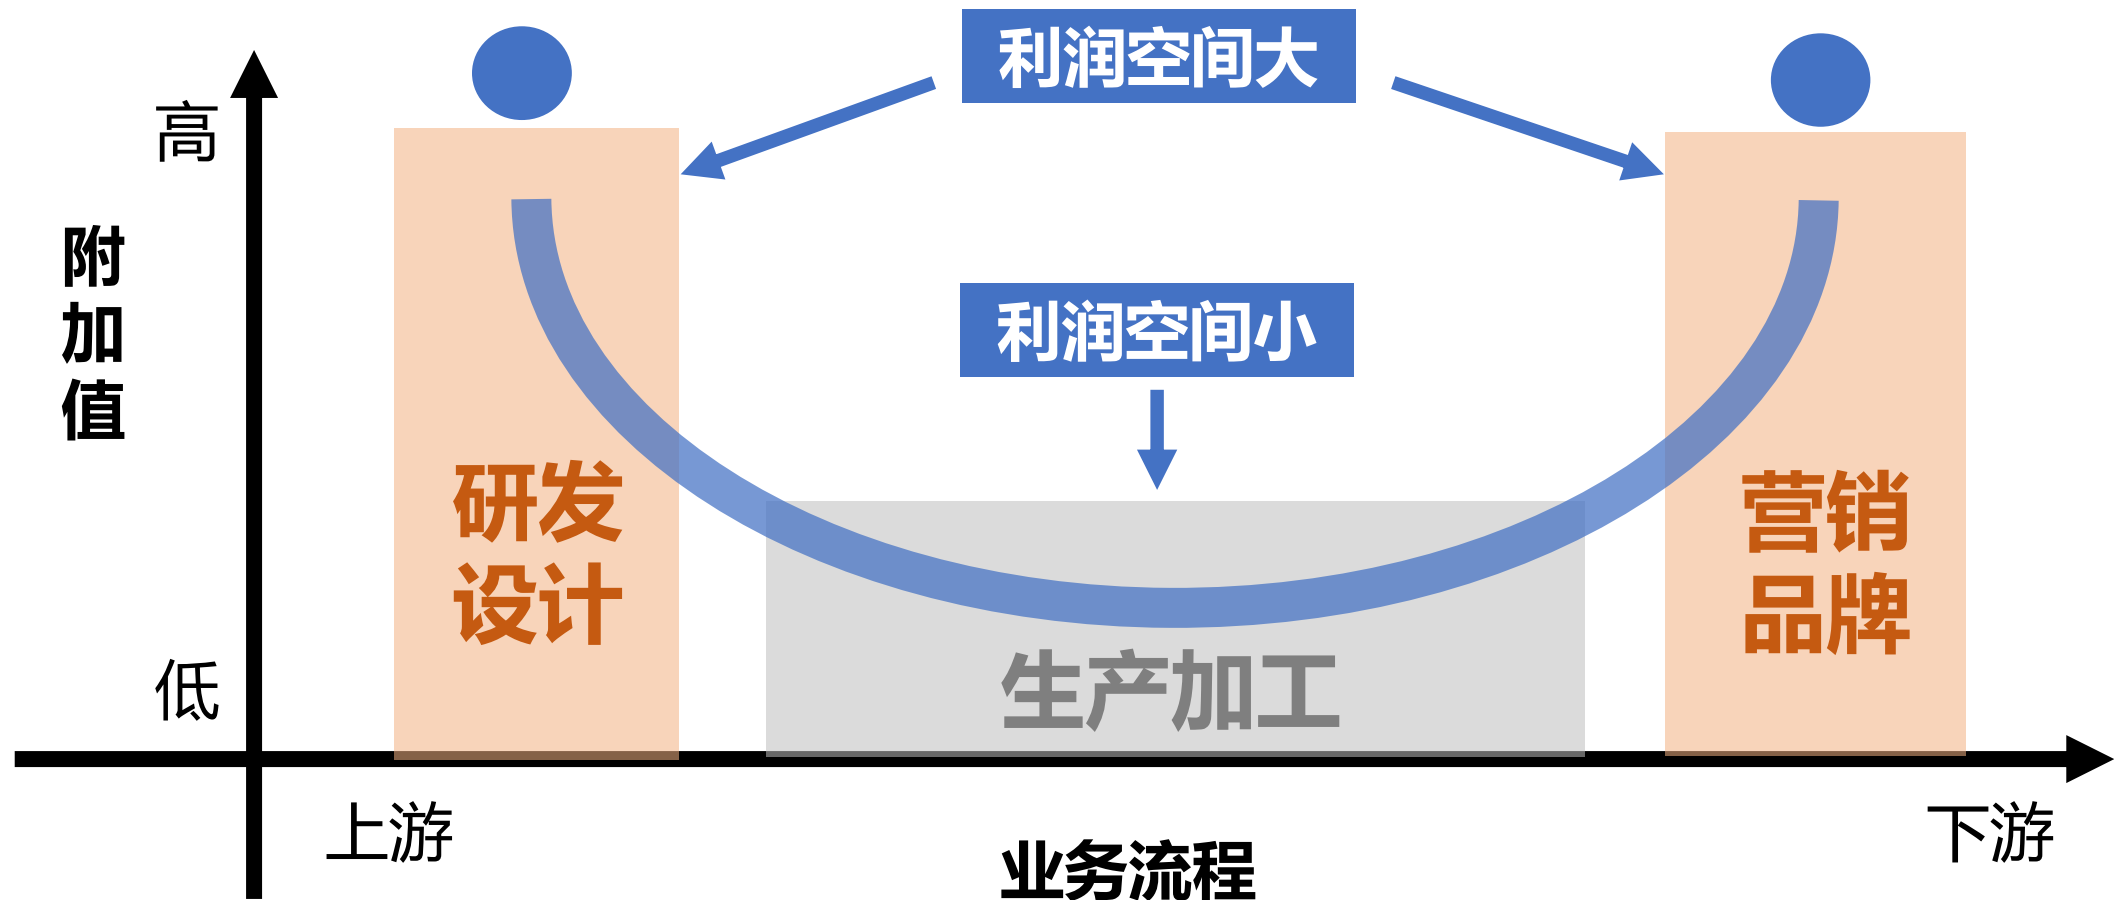 利润空间大
高
附
加
值
利润空间小
研发
设计
营销
品牌
生产加工
低
上游
下游
业务流程